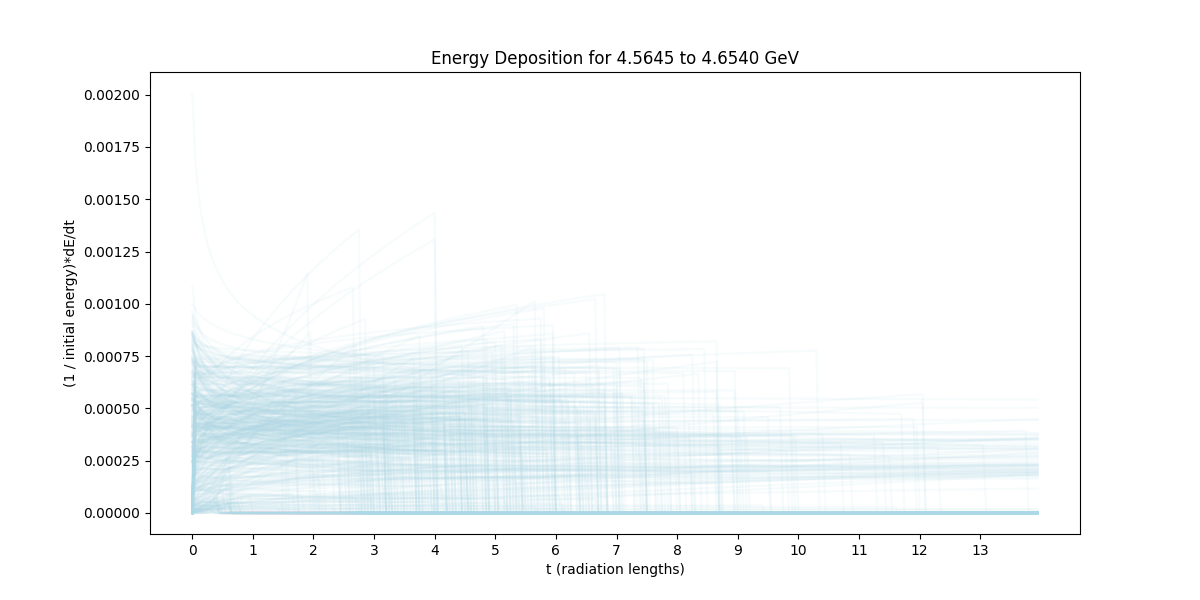 Energy Deposition for 4.5645 to 4.6540 GeV
(1 / initial energy)*dE/dt
0.00200
0.00175
0.00150
0.00125
0.00100
0.00075
0.00050
0.00025
0.00000
0 1 2 3 4 5 6 7 8 9 10 11 12 13
t (radiation lengths)